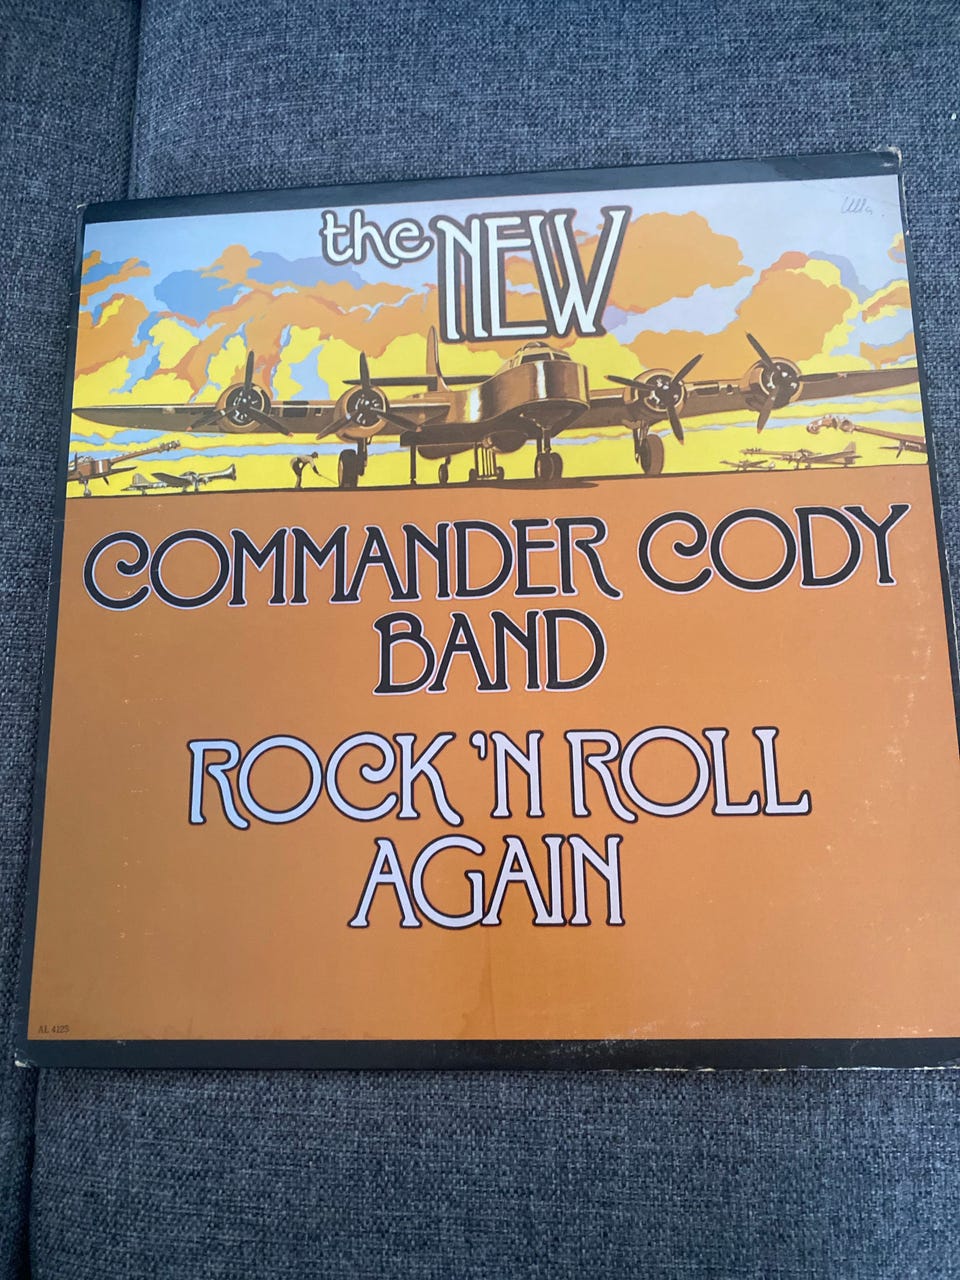 the NEW
COMMANDER CODY
BAND
ROCK 'N ROLL
AGAIN
AL 4125